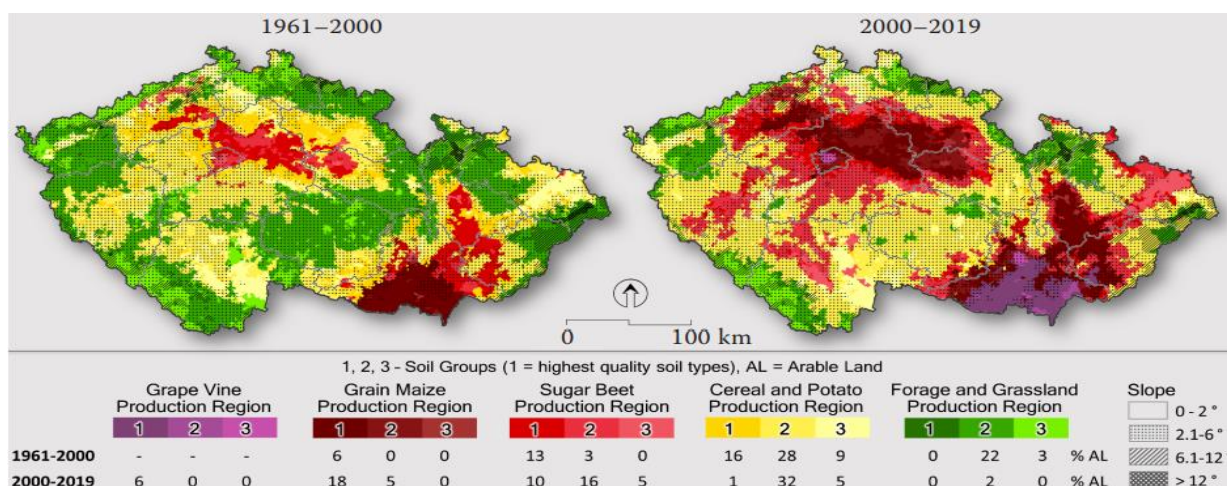 1961–2000 2000–2019
0 100 km
1, 2, 3 - Soil Groups (1 = highest quality soil types), AL = Arable Land
Grape Vine Grain Maize Sugar Beet Cereal and Potato Forage and Grassland Slope
Production Region Production Region Production Region Production Region Production Region 0 - 2 °
1 2 3 1 2 3 1 2 3 1 2 3 1 2 3 2.1-6 °
1961-2000 - - - 6 0 0 13 3 0 16 28 9 0 22 3 % AL 6.1-12 °
2000-2019 6 0 0 18 5 0 10 16 5 1 32 5 0 2 0 % AL > 12 °